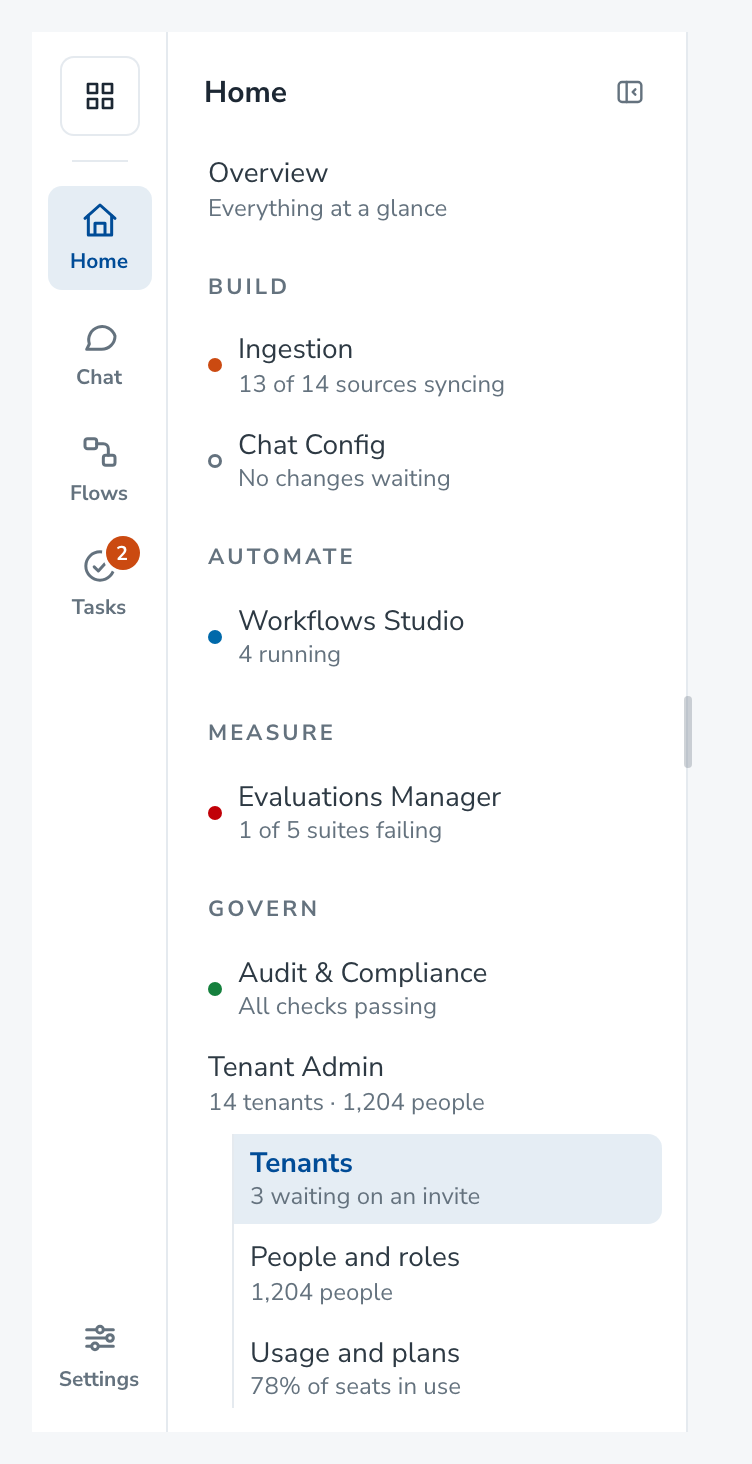 Home
Chat
Flows
2
Tasks
Settings
Home
Overview
Everything at a glance
BUILD
Ingestion
13 of 14 sources syncing
Chat Config
No changes waiting
AUTOMATE
Workflows Studio
4 running
MEASURE
Evaluations Manager
1 of 5 suites failing
GOVERN
Audit & Compliance
All checks passing
Tenant Admin
14 tenants · 1,204 people
Tenants
3 waiting on an invite
People and roles
1,204 people
Usage and plans
78% of seats in use